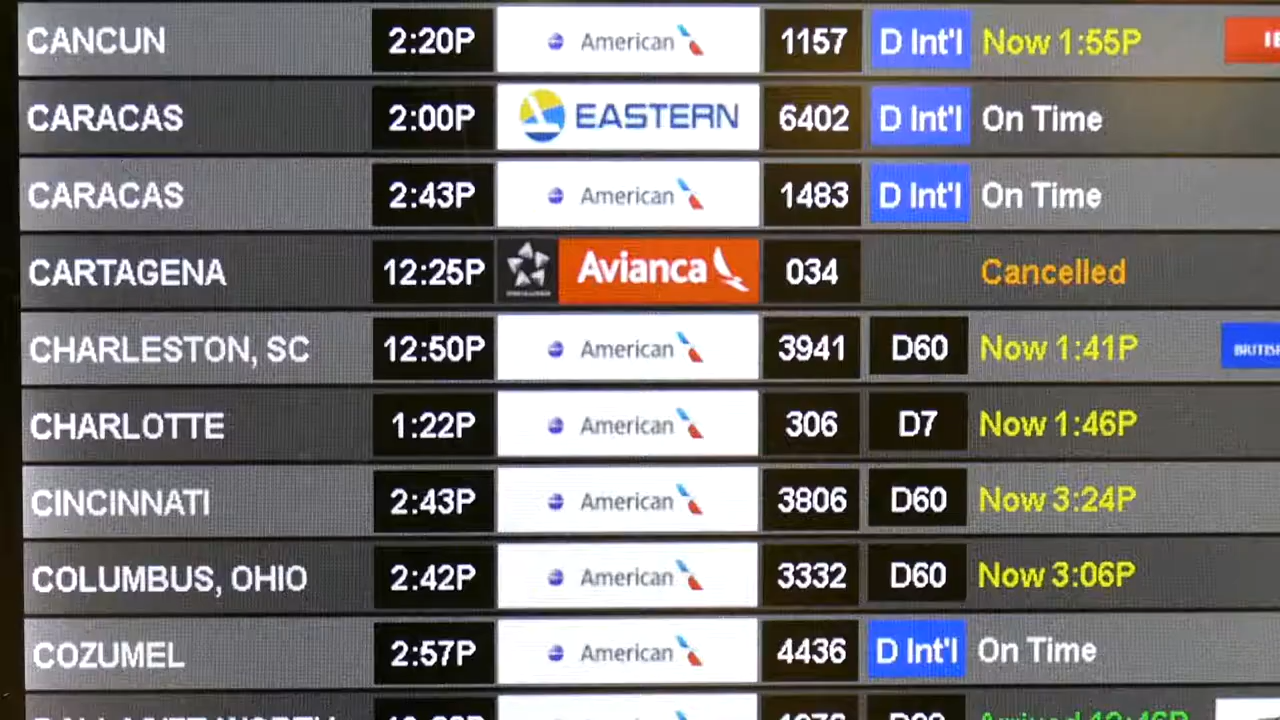 CANCUN 2:20P American 1157 D Int'l Now 1:55P
CARACAS 2:00P EASTERN 6402 D Int'l On Time
CARACAS 2:43P American 1483 D Int'l On Time
CARTAGENA 12:25P Avianca 034 Cancelled
CHARLESTON, SC 12:50P American 3941 D60 Now 1:41P BRITISH
CHARLOTTE 1:22P American 306 D7 Now 1:46P
CINCINNATI 2:43P American 3806 D60 Now 3:24P
COLUMBUS, OHIO 2:42P American 3332 D60 Now 3:06P
COZUMEL 2:57P American 4436 D Int'l On Time